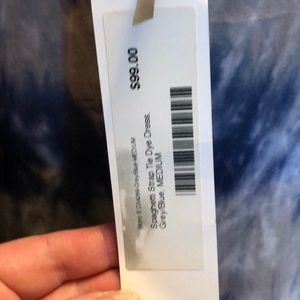 $99.00
Spaghetti Strap Tie Dye Dress.
Grey/Blue. MEDIUM